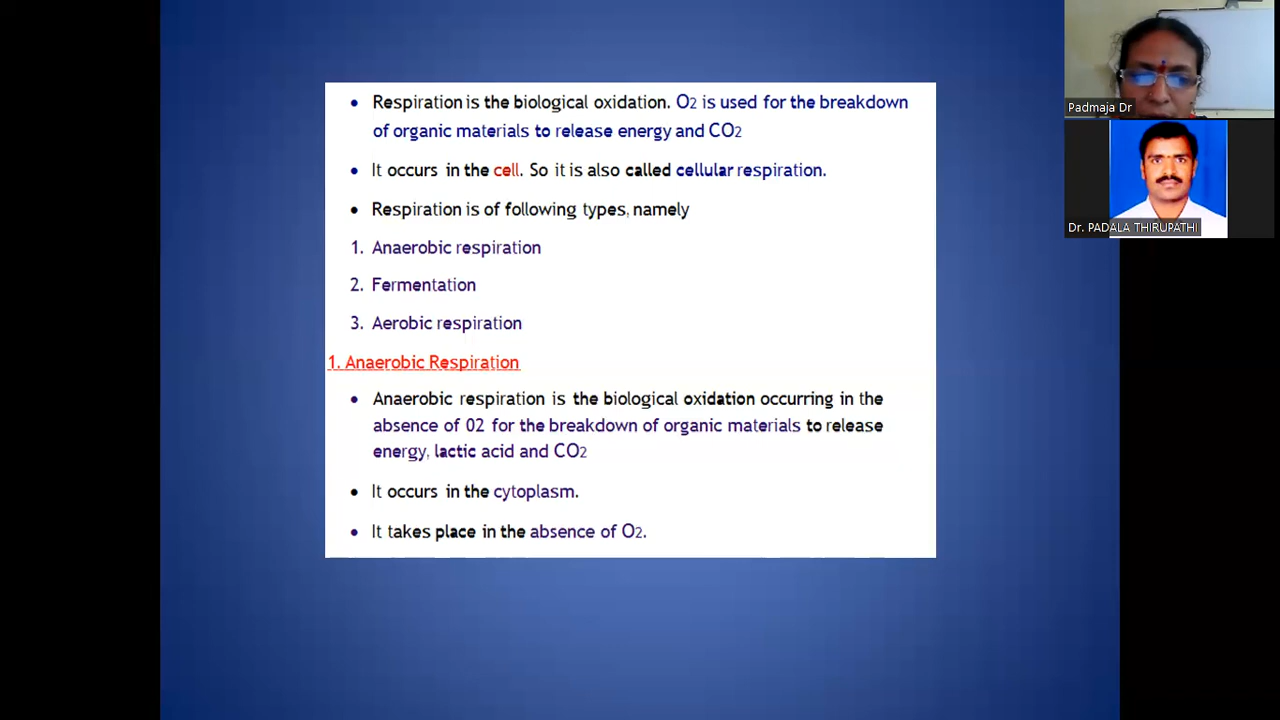 • Respiration is the biological oxidation. O2 is used for the breakdown
of organic materials to release energy and CO2
• It occurs in the cell. So it is also called cellular respiration.
• Respiration is of following types, namely
1. Anaerobic respiration
2. Fermentation
3. Aerobic respiration
1. Anaerobic Respiration
• Anaerobic respiration is the biological oxidation occurring in the
absence of 02 for the breakdown of organic materials to release
energy, lactic acid and CO2
• It occurs in the cytoplasm.
• It takes place in the absence of O2.
Padmaja Dr
Dr. PADALA THIRUPATHI